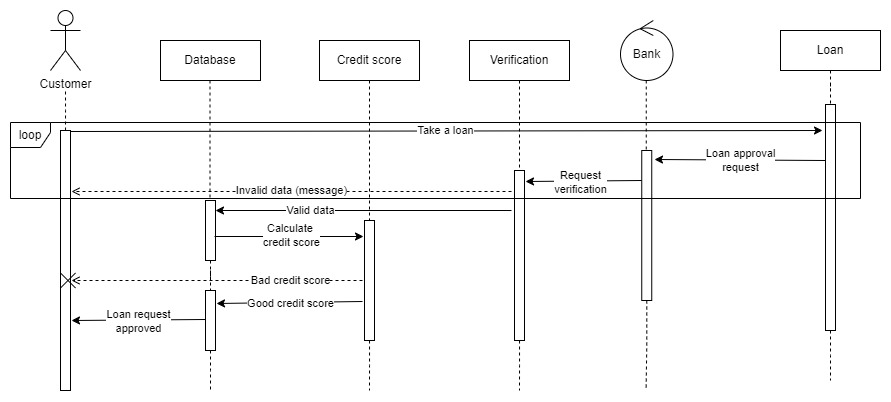 Customer
Database
Credit score
Verification
Bank
Loan
loop
Take a loan
Loan approval
request
Request
verification
Invalid data (message)
Valid data
Calculate
credit score
Bad credit score
Good credit score
Loan request
approved